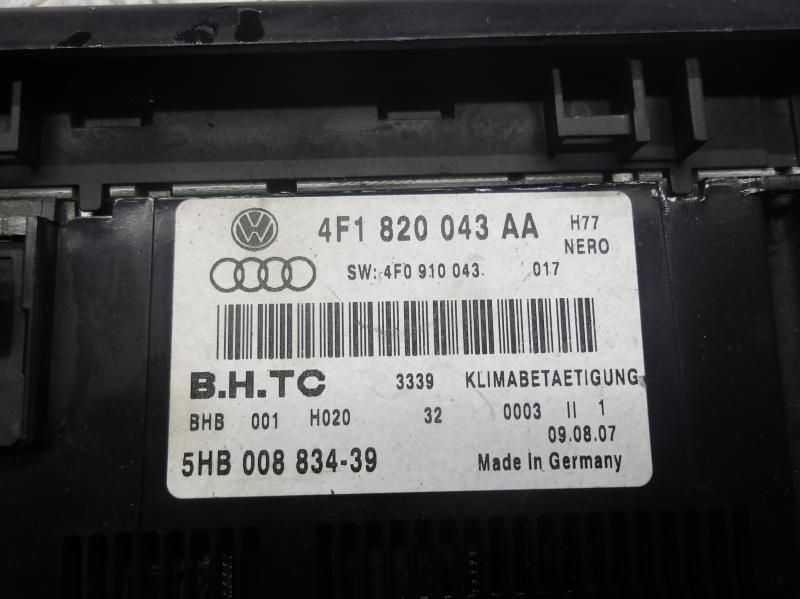 4F1 820 043 AA H77
NERO
SW: 4F0 910 043. 017
B.H.TC 3339 KLIMABETAETIGUNG
BHB 001 H020 32 0003 II 1
09.08.07
5HB 008 834-39 Made In Germany